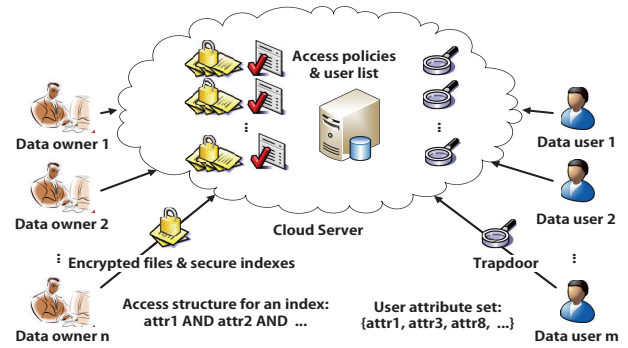 Access policies
& user list
Data owner 1
Data user 1
Data owner 2
Data user 2
Cloud Server
Encrypted files & secure indexes
Trapdoor
Access structure for an index:
attr1 AND attr2 AND ...
User attribute set:
{attr1, attr3, attr8, ...}
Data owner n
Data user m